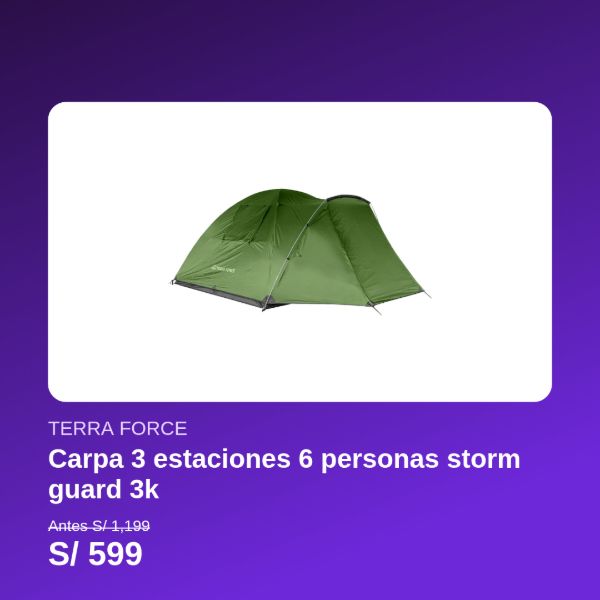 TERRA FORCE
Carpa 3 estaciones 6 personas storm
guard 3k
Antes S/ 1,199
S/ 599